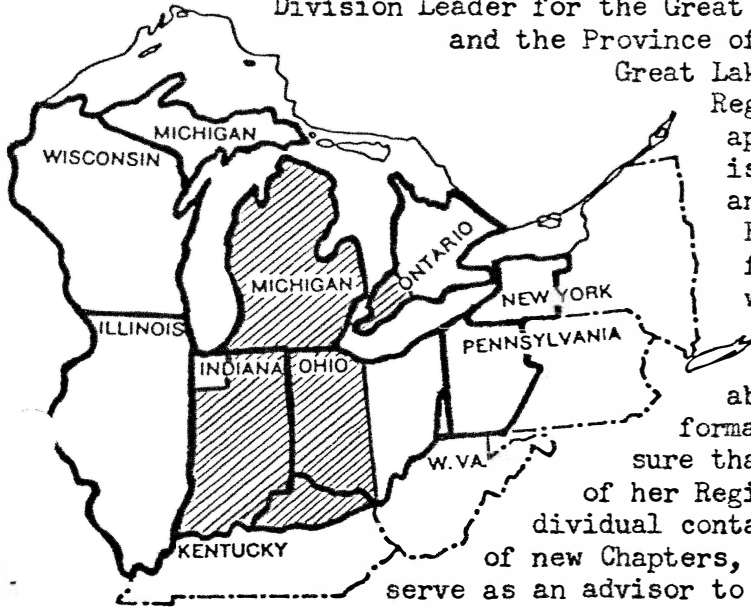 Division Leader for the Great
and the Province of
Great Lak
Reg
ap
is
an
f
w
ab
forma
sure tha
of her Regi
dividual conta
of new Chapters,
serve as an advisor to
MICHIGAN
WISCONSIN
ONTARIO
MICHIGAN
NEW YORK
ILLINOIS
PENNSYLVANIA
INDIANA OHIO
W. VA.
KENTUCKY